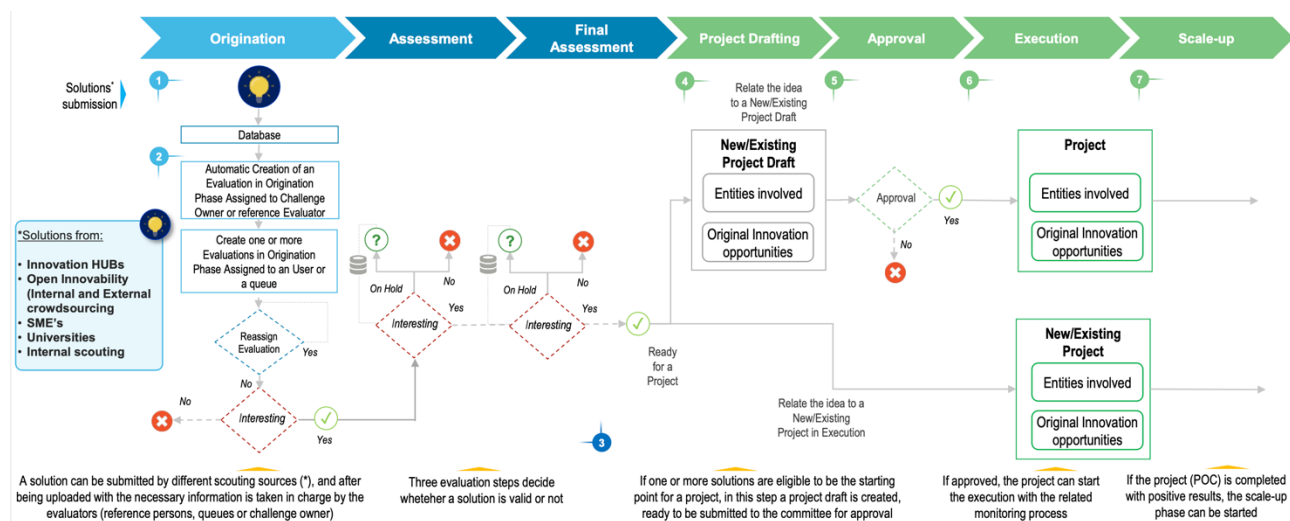 Origination
Assessment
Final
Assessment
Project Drafting
Approval
Execution
Scale-up
Solutions*
submission
1
Database
2
Automatic Creation of an
Evaluation in Origination
Phase Assigned to Challenge
Owner or reference Evaluator
Create one or more
Evaluations in Origination
Phase Assigned to an User or
a queue
Reassign
Evaluation
Yes
No
Interesting
No
Yes
*Solutions from:
• Innovation HUBs
• Open Innovability
(Internal and External
crowdsourcing
• SME's
• Universities
• Internal scouting
?
On Hold
No
Interesting
Yes
?
On Hold
No
Interesting
Yes
3
Ready
for a
Project
4
Relate the idea
to a New/Existing
Project Draft
New/Existing
Project Draft
Entities involved
Original Innovation
opportunities
5
Approval
Yes
No
6
Project
Entities involved
Original Innovation
opportunities
7
Relate the idea to a
New/Existing
Project in Execution
New/Existing
Project
Entities involved
Original Innovation
opportunities
A solution can be submitted by different scouting sources (*), and after
being uploaded with the necessary information is taken in charge by the
evaluators (reference persons, queues or challenge owner)
Three evaluation steps decide
whetheher a solution is valid or not
If one or more solutions are eligible to be the starting
point for a project, in this step a project draft is created,
ready to be submitted to the committee for approval
If approved, the project can start
the execution with the related
monitoring process
If the project (POC) is completed
with positive results, the scale-up
phase can be started